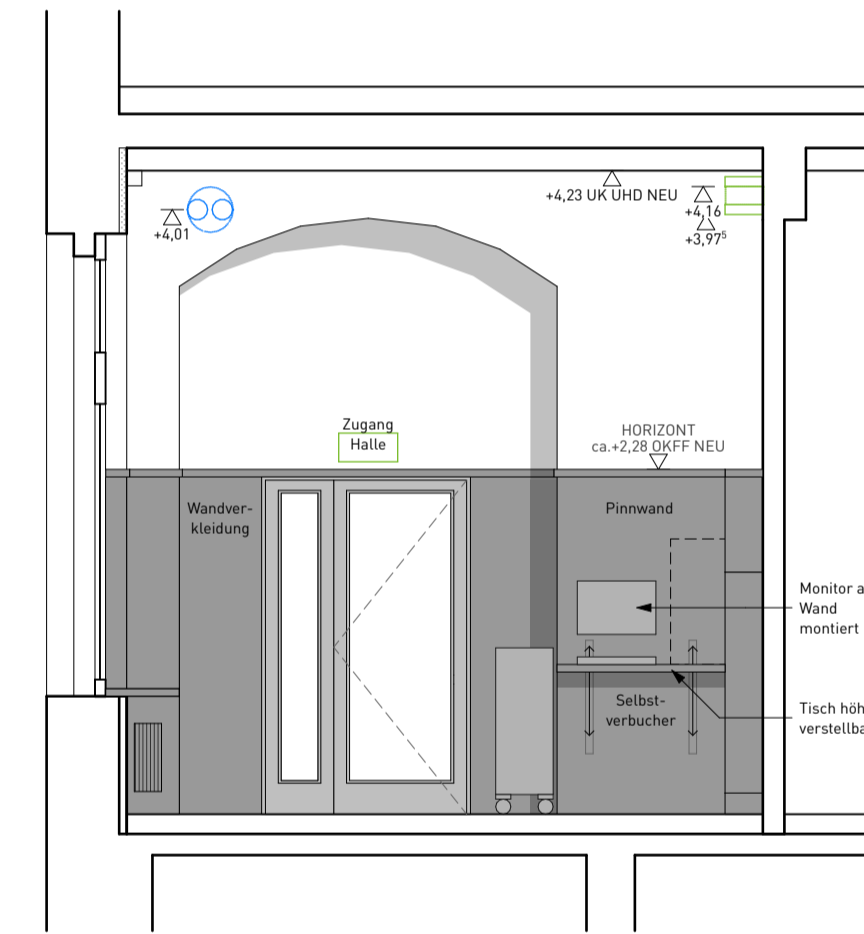 +4,23 UK UHD NEU
+4,16
+3,97⁵
+4,01
Zugang
Halle
HORIZONT
ca.+2,28 OKFF NEU
Wandver-
kleidung
Pinnwand
Monitor a
Wand
montiert
Selbst-
verbucher
Tisch höh
verstellba